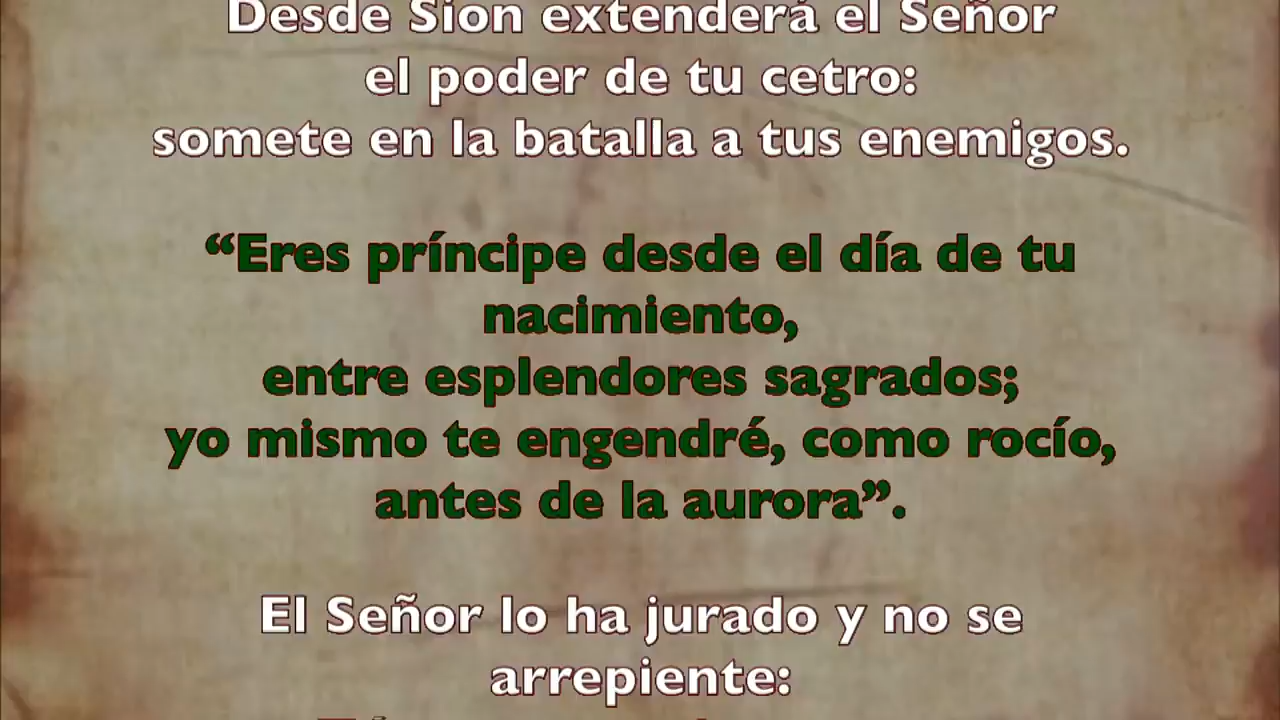 Desde Sion extenderá el Señor
el poder de tu cetro:
somete en la batalla a tus enemigos.
“Eres príncipe desde el día de tu
nacimiento,
entre esplendores sagrados;
yo mismo te engendré, como rocío,
antes de la aurora”.
El Señor lo ha jurado y no se
arrepiente: